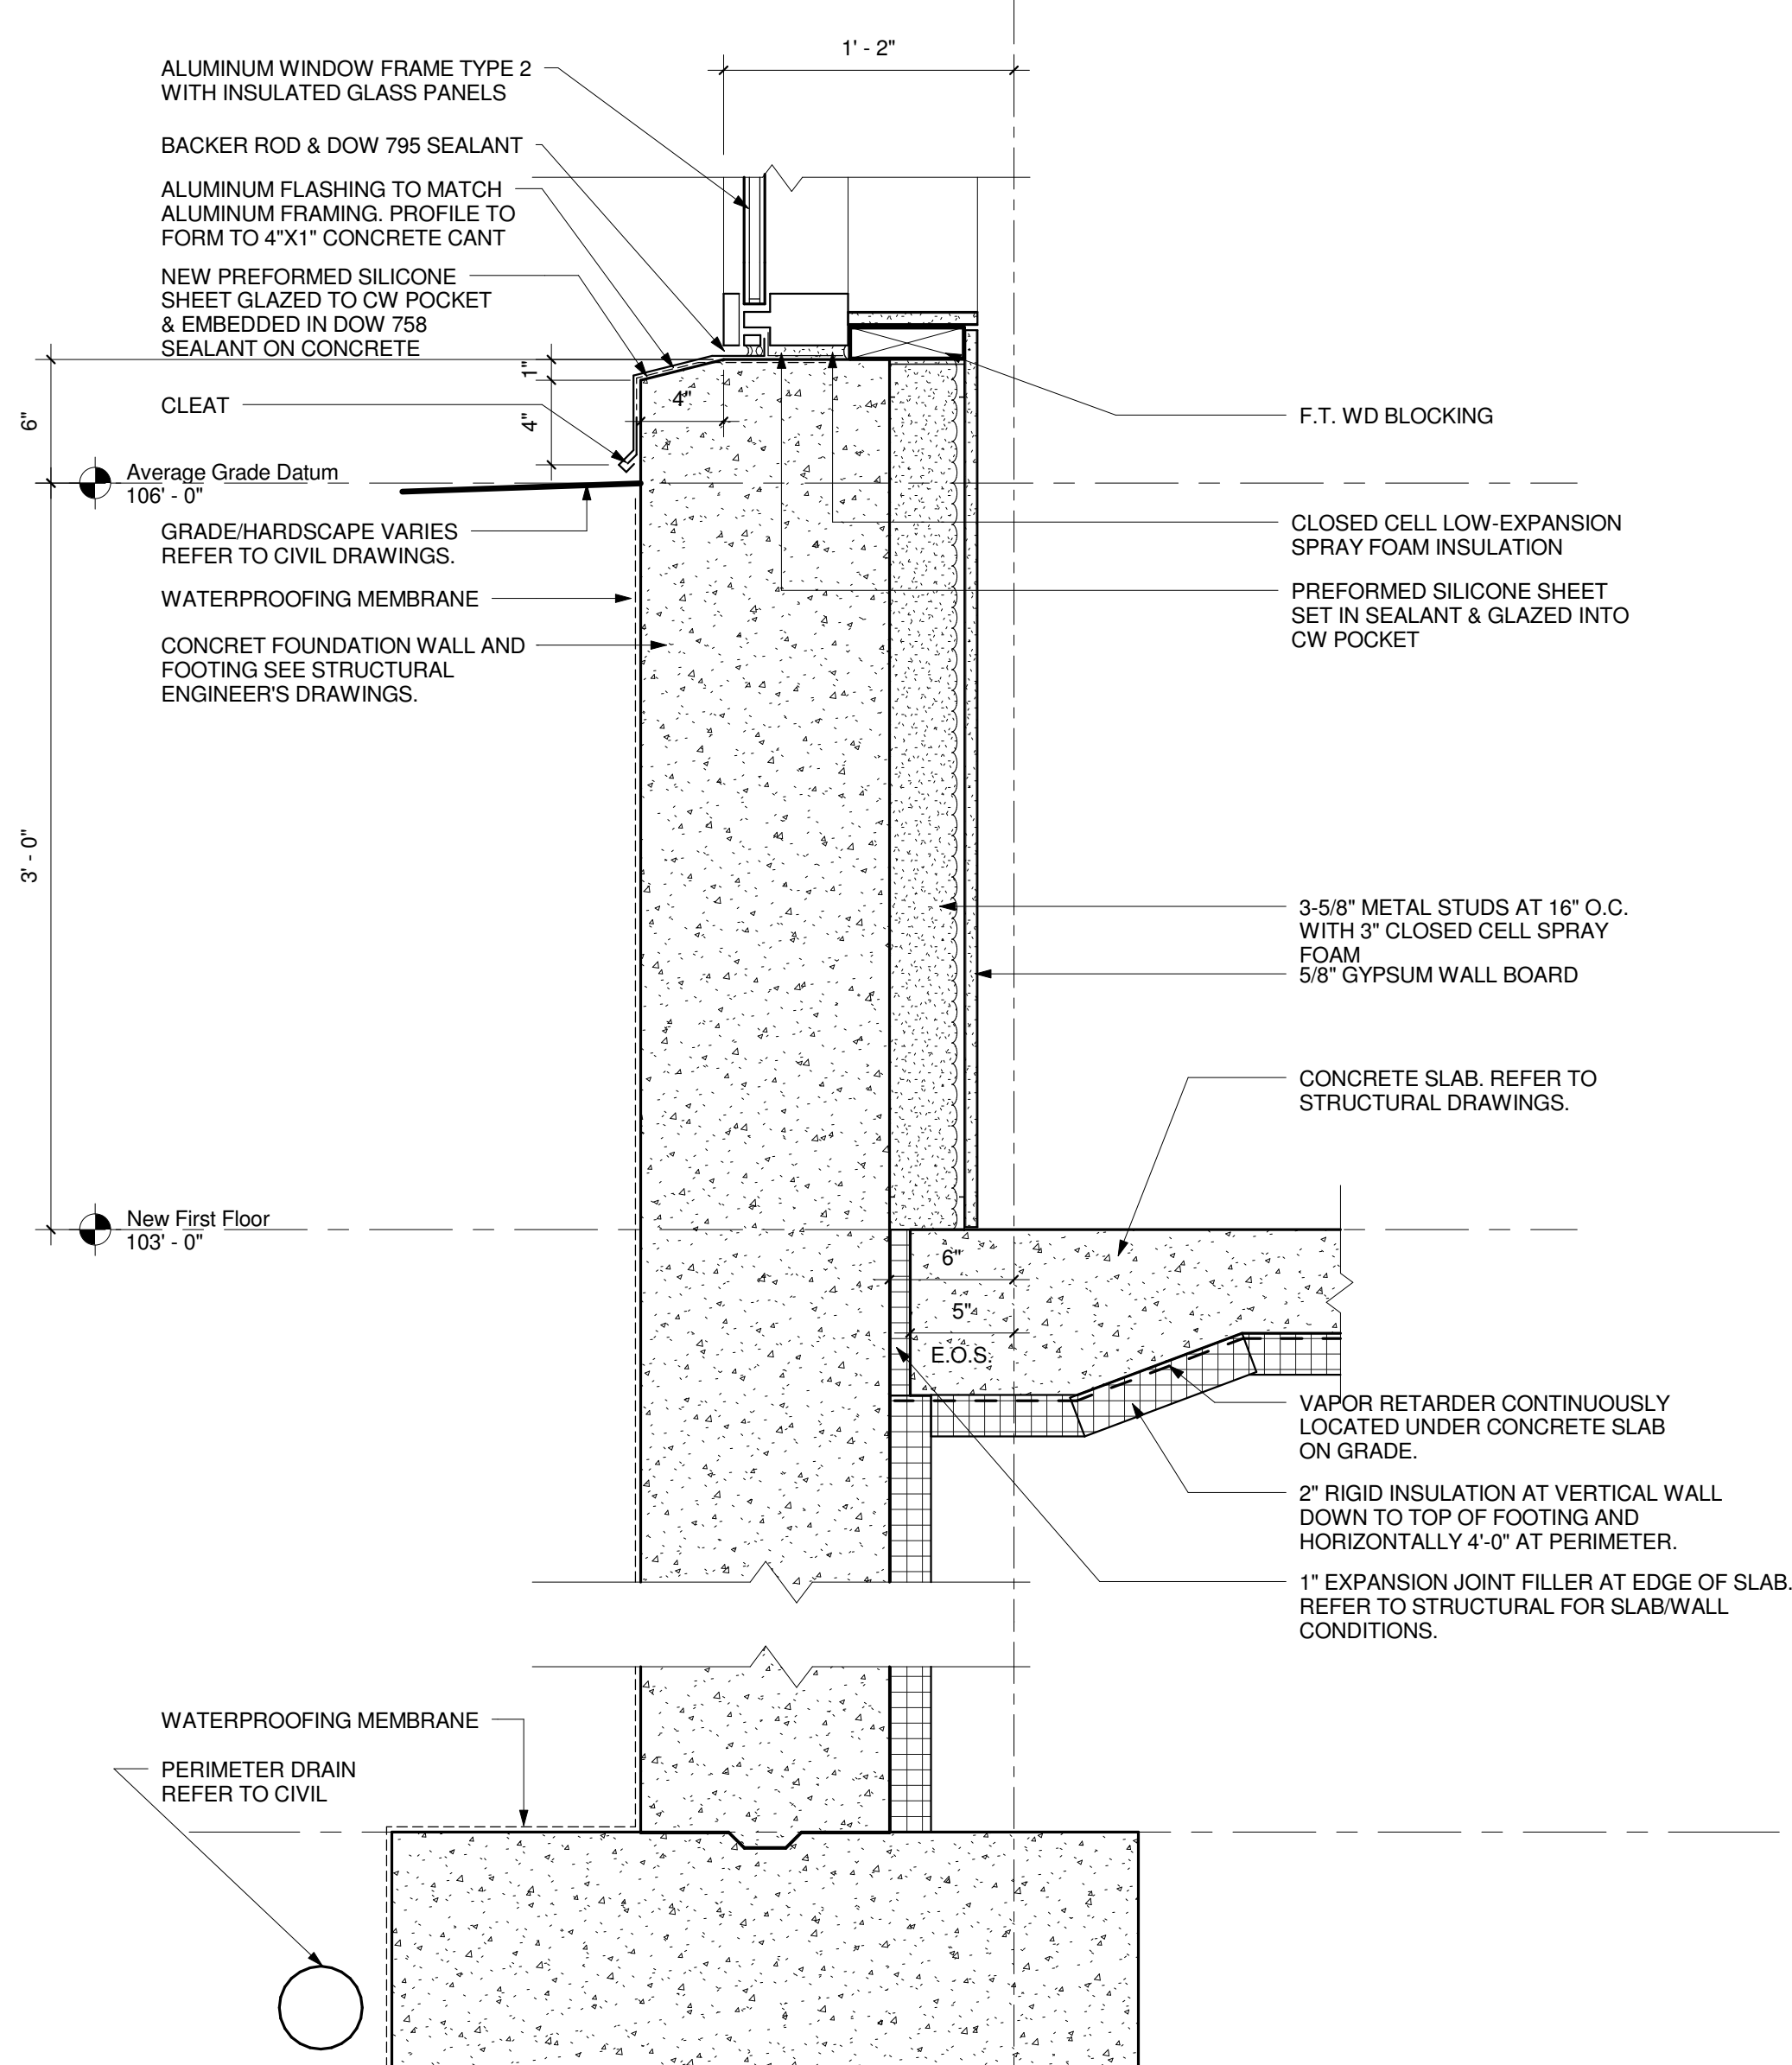 1' - 2"
ALUMINUM WINDOW FRAME TYPE 2
WITH INSULATED GLASS PANELS
BACKER ROD & DOW 795 SEALANT
ALUMINUM FLASHING TO MATCH
ALUMINUM FRAMING. PROFILE TO
FORM TO 4"X1" CONCRETE CANT
NEW PREFORMED SILICONE
SHEET GLAZED TO CW POCKET
& EMBEDDED IN DOW 758
SEALANT ON CONCRETE
1"
4"
CLEAT
4"
6"
F.T. WD BLOCKING
Average Grade Datum
106' - 0"
GRADE/HARDSCAPE VARIES
REFER TO CIVIL DRAWINGS.
CLOSED CELL LOW-EXPANSION
SPRAY FOAM INSULATION
WATERPROOFING MEMBRANE
PREFORMED SILICONE SHEET
SET IN SEALANT & GLAZED INTO
CW POCKET
CONCRET FOUNDATION WALL AND
FOOTING SEE STRUCTURAL
ENGINEER'S DRAWINGS.
3' - 0"
3-5/8" METAL STUDS AT 16" O.C.
WITH 3" CLOSED CELL SPRAY
FOAM
5/8" GYPSUM WALL BOARD
CONCRETE SLAB. REFER TO
STRUCTURAL DRAWINGS.
New First Floor
103' - 0"
6"
5"
E.O.S.
VAPOR RETARDER CONTINUOUSLY
LOCATED UNDER CONCRETE SLAB
ON GRADE.
2" RIGID INSULATION AT VERTICAL WALL
DOWN TO TOP OF FOOTING AND
HORIZONTALLY 4'-0" AT PERIMETER.
1" EXPANSION JOINT FILLER AT EDGE OF SLAB.
REFER TO STRUCTURAL FOR SLAB/WALL
CONDITIONS.
WATERPROOFING MEMBRANE
PERIMETER DRAIN
REFER TO CIVIL